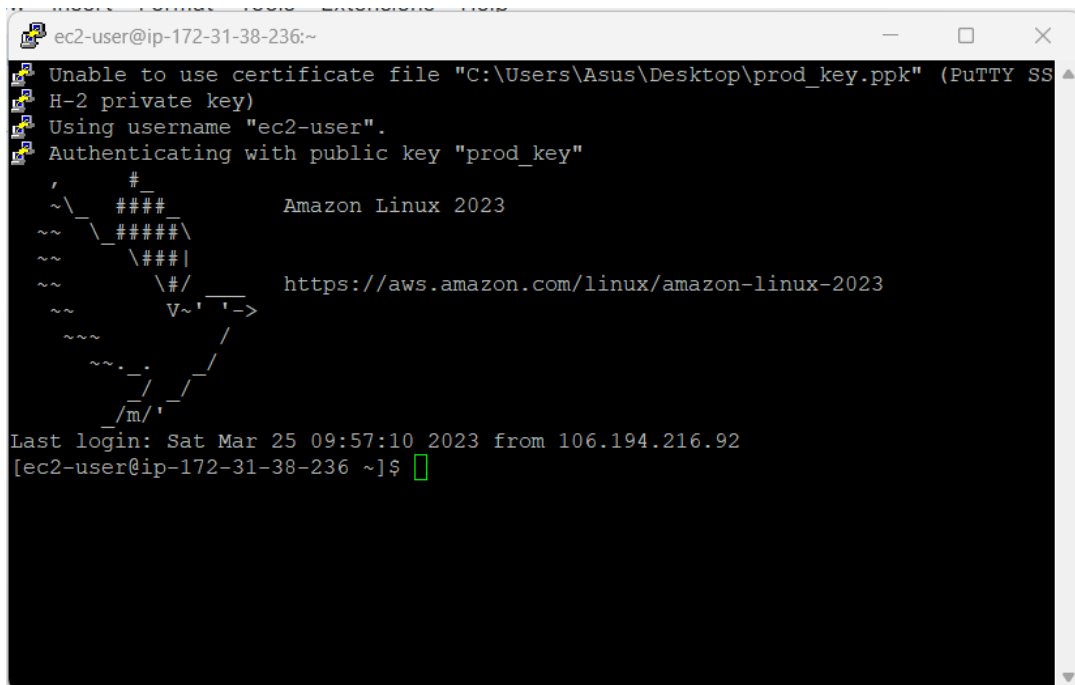 ec2-user@ip-172-31-38-236:~
Unable to use certificate file "C:\Users\Asus\Desktop\prod_key.ppk" (PuTTY SS
H-2 private key)
Using username "ec2-user".
Authenticating with public key "prod_key"
   ,     #_
   ~\_  ####_        Amazon Linux 2023
  ~~  \_#####\
  ~~     \###|
  ~~       \#/ ___   https://aws.amazon.com/linux/amazon-linux-2023
   ~~       V~' '->
    ~~~         /
      ~~._.   _/
         _/ _/
       _/m/'
Last login: Sat Mar 25 09:57:10 2023 from 106.194.216.92
[ec2-user@ip-172-31-38-236 ~]$